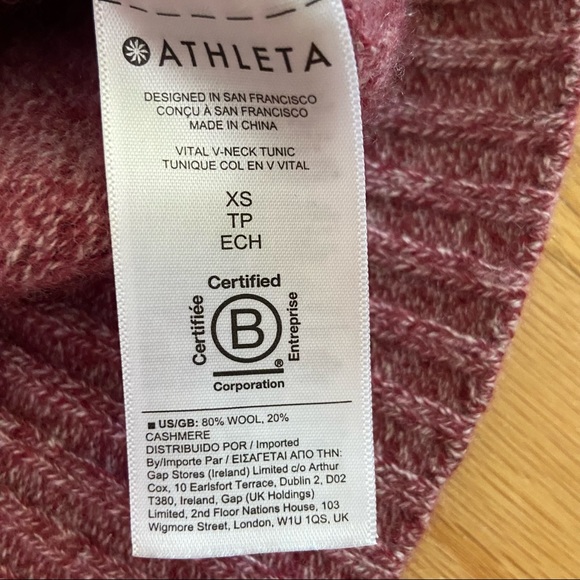 ATHLETA
DESIGNED IN SAN FRANCISCO
CONÇU À SAN FRANCISCO
MADE IN CHINA
VITAL V-NECK TUNIC
TUNIQUE COL EN V VITAL
XS
TP
ECH
Certified
Certifiée
B
Entreprise
®
Corporation
■ US/GB: 80% WOOL, 20%
CASHMERE
DISTRIBUIDO POR / Imported
By/Importe Par / ΕΙΣΑΓΕΤΑΙ ΑΠΟ ΤΗΝ:
Gap Stores (Ireland) Limited c/o Arthur
Cox, 10 Earlsfort Terrace, Dublin 2, D02
T380, Ireland, Gap (UK Holdings)
Limited, 2nd Floor Nations House, 103
Wigmore Street, London, W1U 1QS, UK